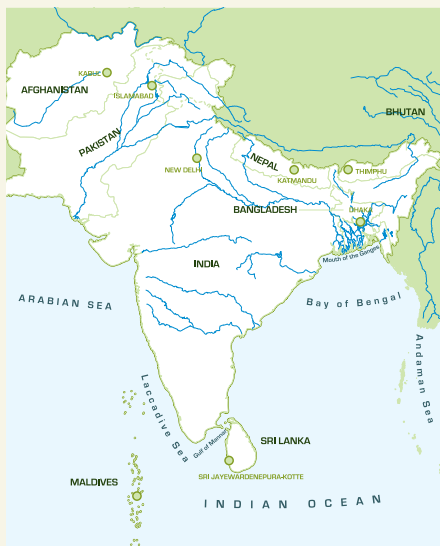 KABUL
AFGHANISTAN
ISLAMABAD
BHUTAN
PAKISTAN
NEPAL
NEW DELHI
KATMANDU
THIMPHU
BANGLADESH
DHAKA
Mouth of the Ganges
INDIA
ARABIAN SEA
Bay of Bengal
Andaman Sea
Laccadive Sea
Gulf of Mannar
SRI LANKA
SRI JAYEWARDENEPURA-KOTTE
MALDIVES
INDIAN OCEAN